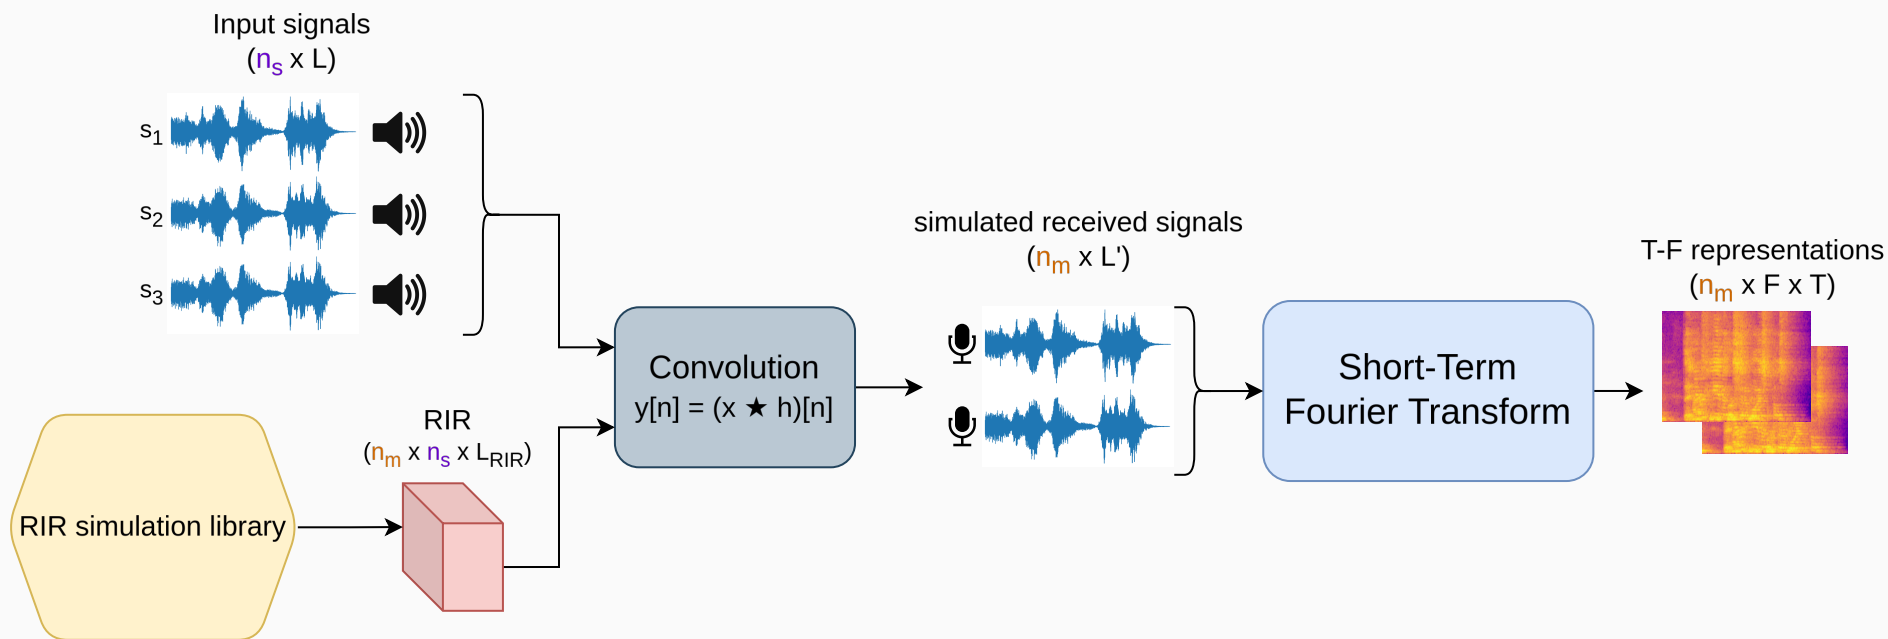 Input signals
(nₛ x L)
s₁
s₂
s₃
RIR simulation library
RIR
(nₘ x nₛ x L_RIR)
Convolution
y[n] = (x ★ h)[n]
simulated received signals
(nₘ x L')
Short-Term
Fourier Transform
T-F representations
(nₘ x F x T)